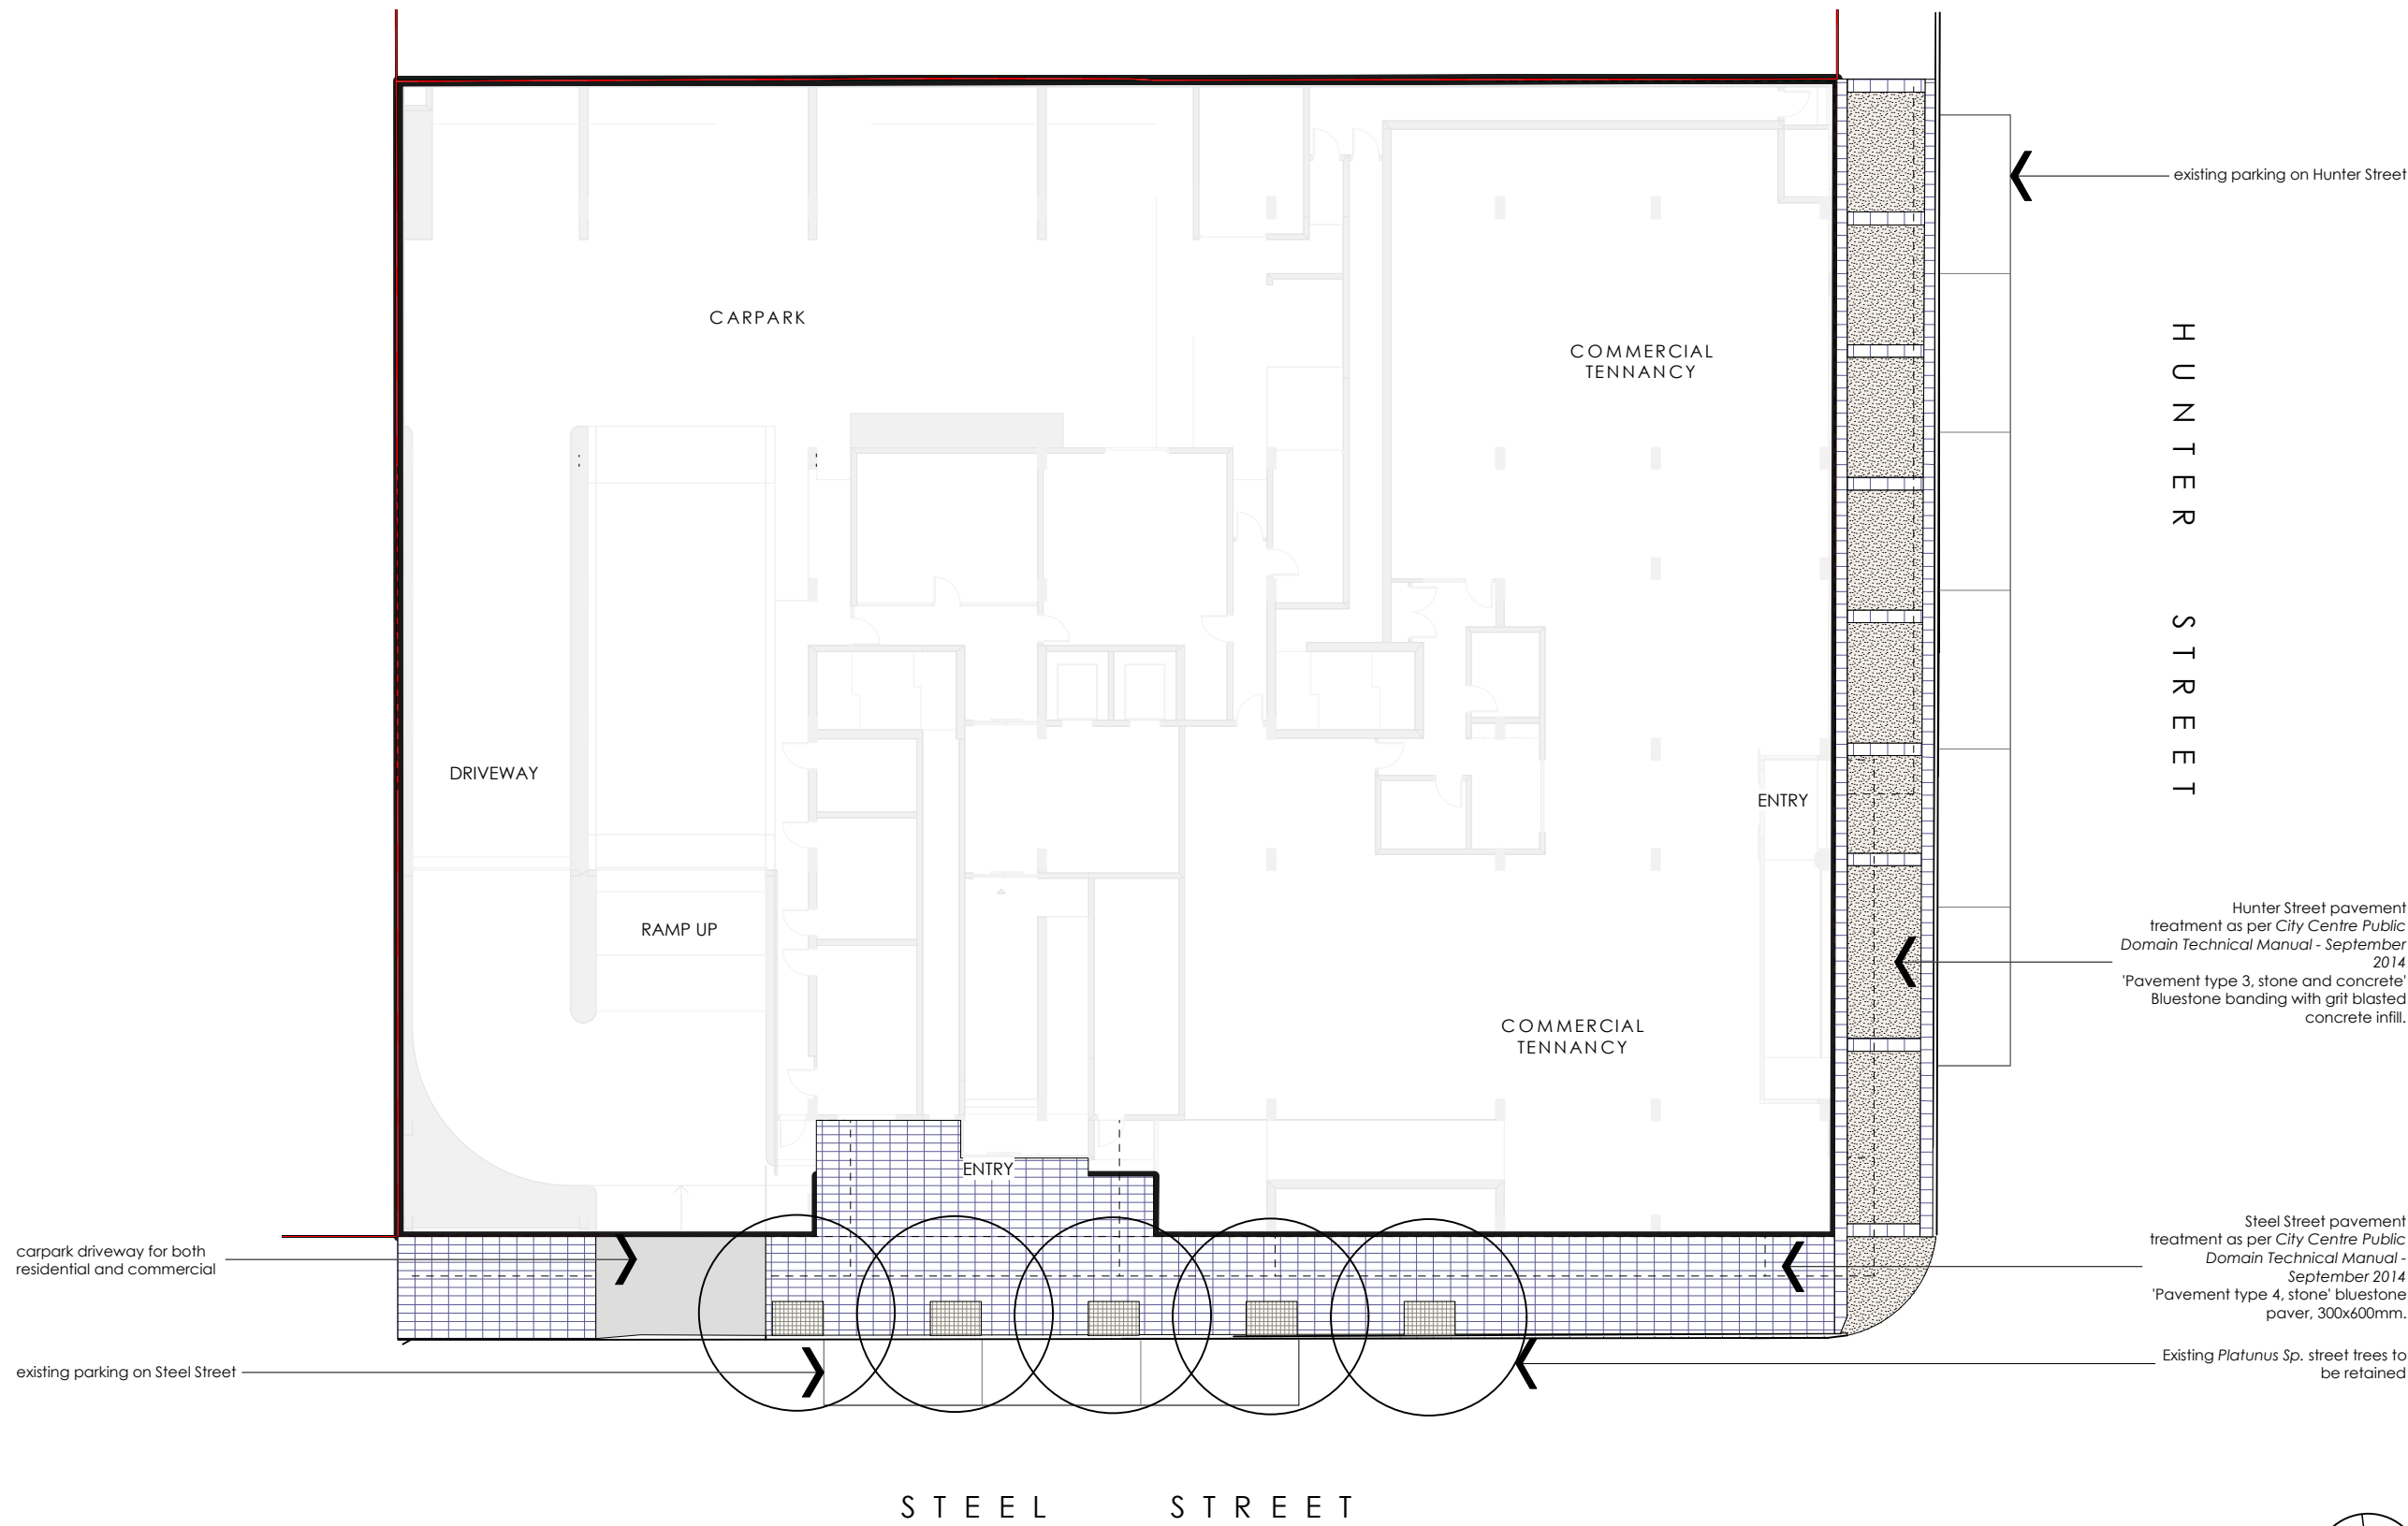 existing parking on Hunter Street
CARPARK
COMMERCIAL
TENNANCY
HUNTER STREET
DRIVEWAY
ENTRY
RAMP UP
Hunter Street pavement
treatment as per City Centre Public
Domain Technical Manual - September
2014
'Pavement type 3, stone and concrete'
Bluestone banding with grit blasted
concrete infill.
COMMERCIAL
TENNANCY
ENTRY
carpark driveway for both
residential and commercial
Steel Street pavement
treatment as per City Centre Public
Domain Technical Manual -
September 2014
'Pavement type 4, stone' bluestone
paver, 300x600mm.
existing parking on Steel Street
Existing Platunus Sp. street trees to
be retained
STEEL STREET